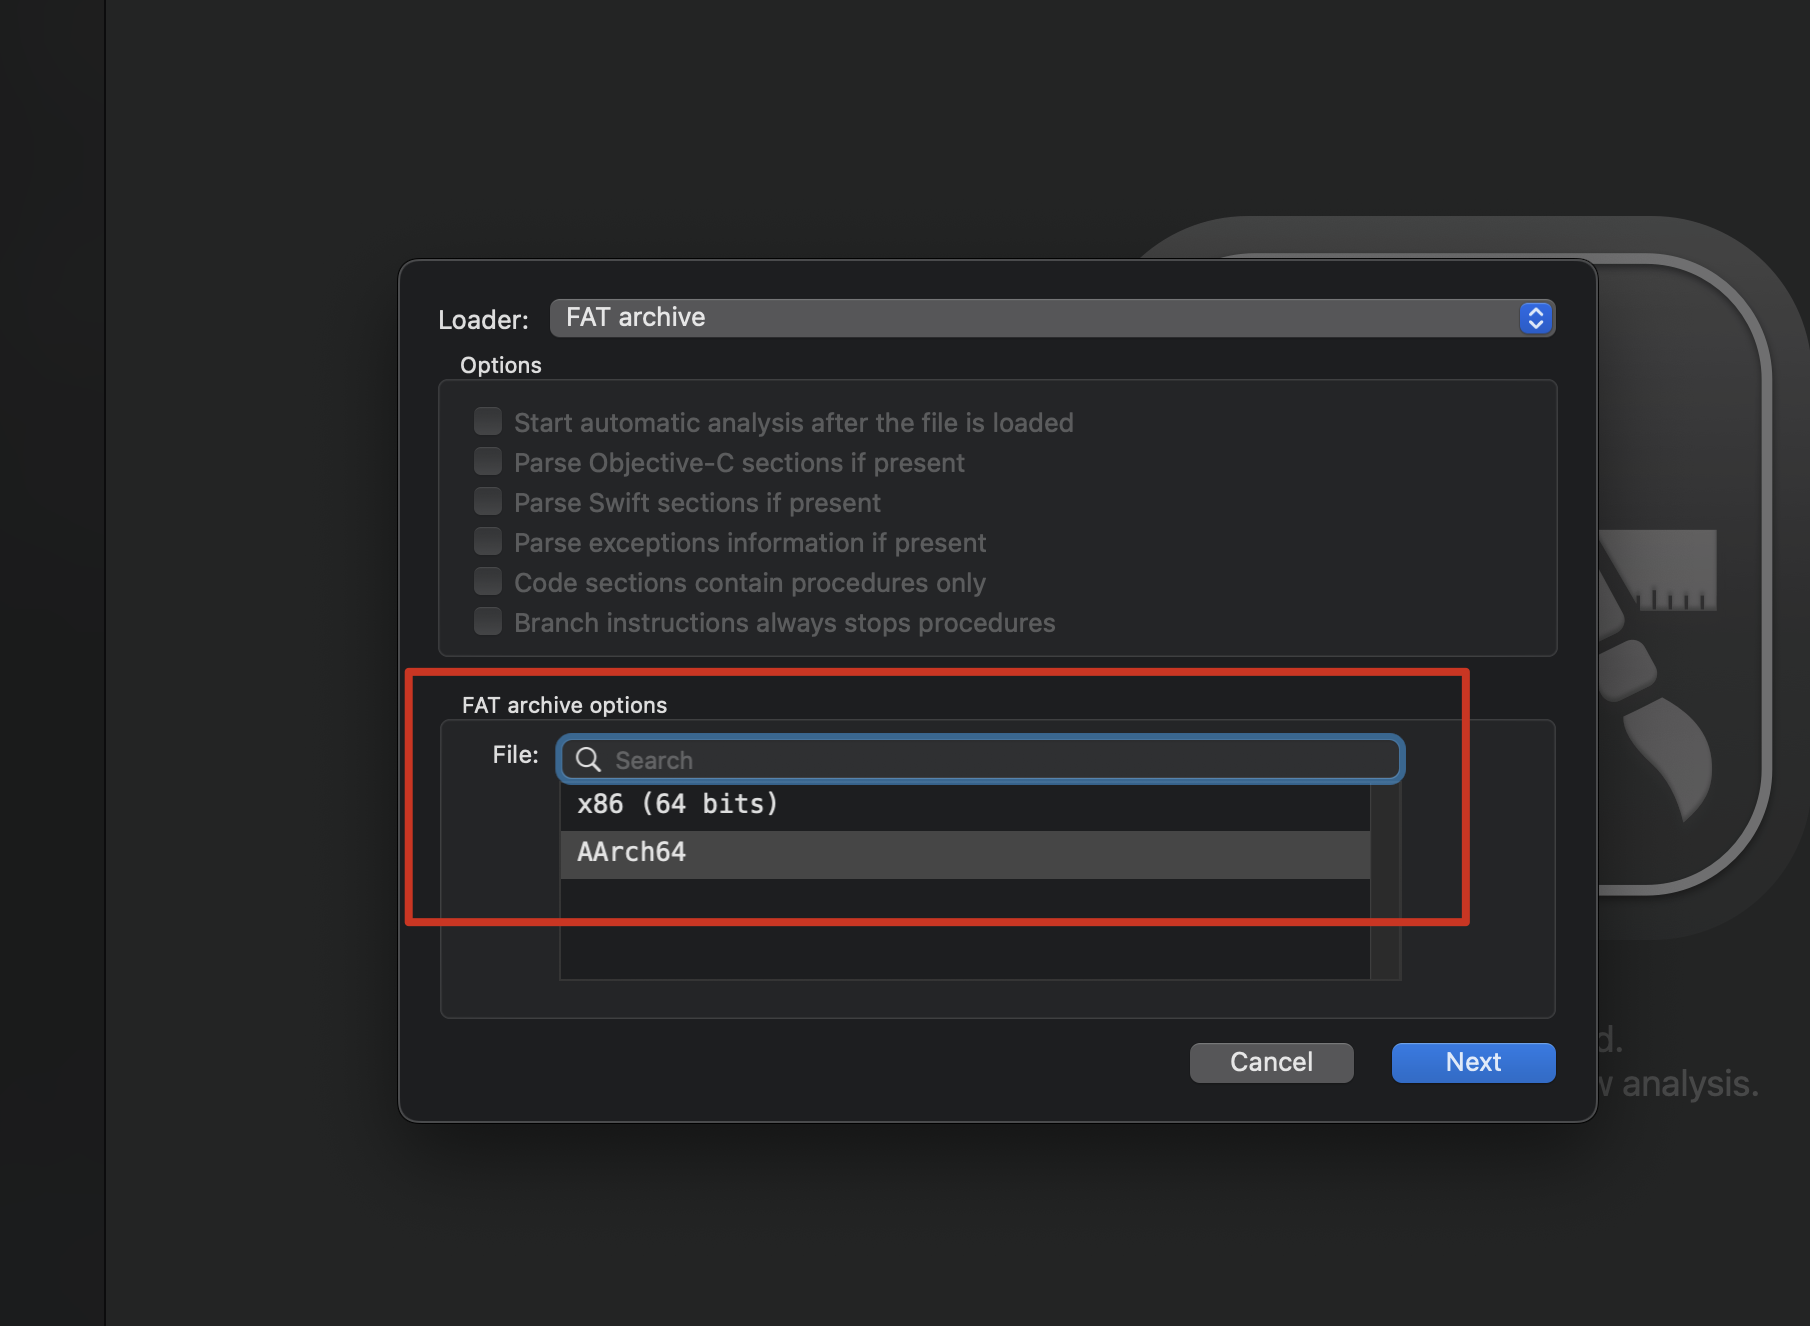 Loader: FAT archive
Options
Start automatic analysis after the file is loaded
Parse Objective-C sections if present
Parse Swift sections if present
Parse exceptions information if present
Code sections contain procedures only
Branch instructions always stops procedures
FAT archive options
File: Search
x86 (64 bits)
AArch64
Cancel Next
analysis.